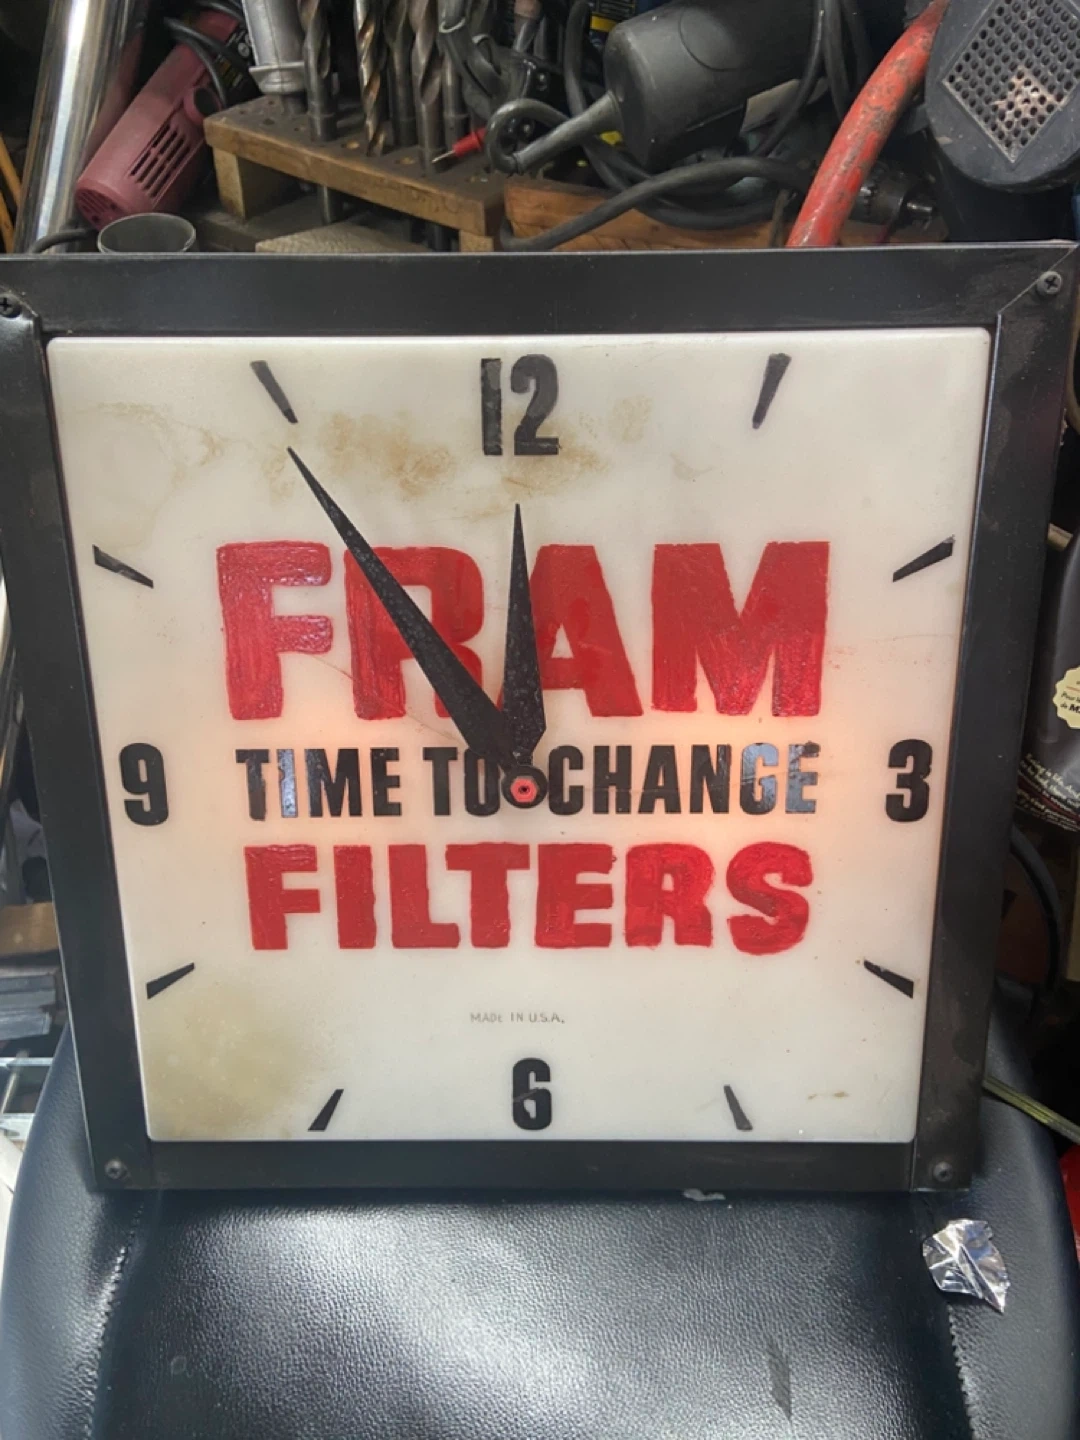 12
FRAM
9 TIME TO CHANGE 3
FILTERS
MADE IN U.S.A.
6